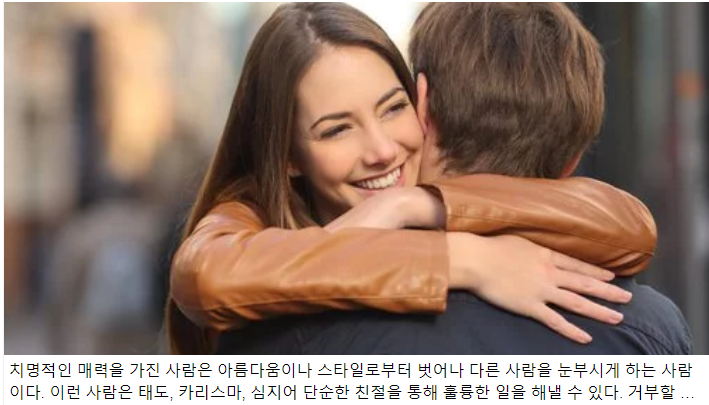 치명적인 매력을 가진 사람은 아름다움이나 스타일로부터 벗어나 다른 사람을 눈부시게 하는 사람
이다. 이런 사람은 태도, 카리스마, 심지어 단순한 친절을 통해 훌륭한 일을 해낼 수 있다. 거부할 ...